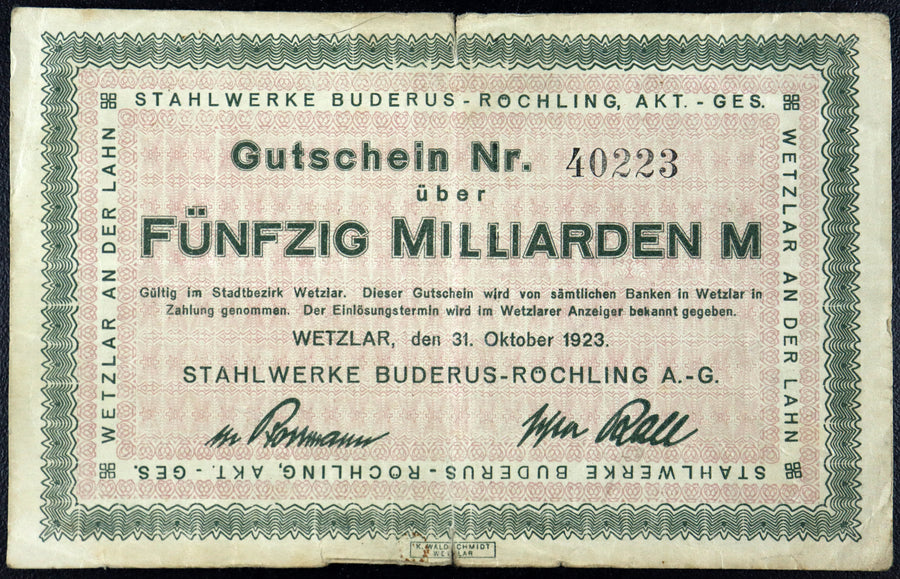 STAHLWERKE BUDERUS - RÖCHLING, AKT. - GES.
WETZLAR AN DER LAHN
WETZLAR AN DER LAHN
Gutschein Nr. 40223
über
FÜNFZIG MILLIARDEN M
Gültig im Stadtbezirk Wetzlar. Dieser Gutschein wird von sämtlichen Banken in Wetzlar in
Zahlung genommen. Der Einlösungstermin wird im Wetzlarer Anzeiger bekannt gegeben.
WETZLAR, den 31. Oktober 1923.
STAHLWERKE BUDERUS-RÖCHLING A.-G.
STAHLWERKE BUDERUS - RÖCHLING, AKT. - GES.
K. WALDSCHMIDT
WETZLAR